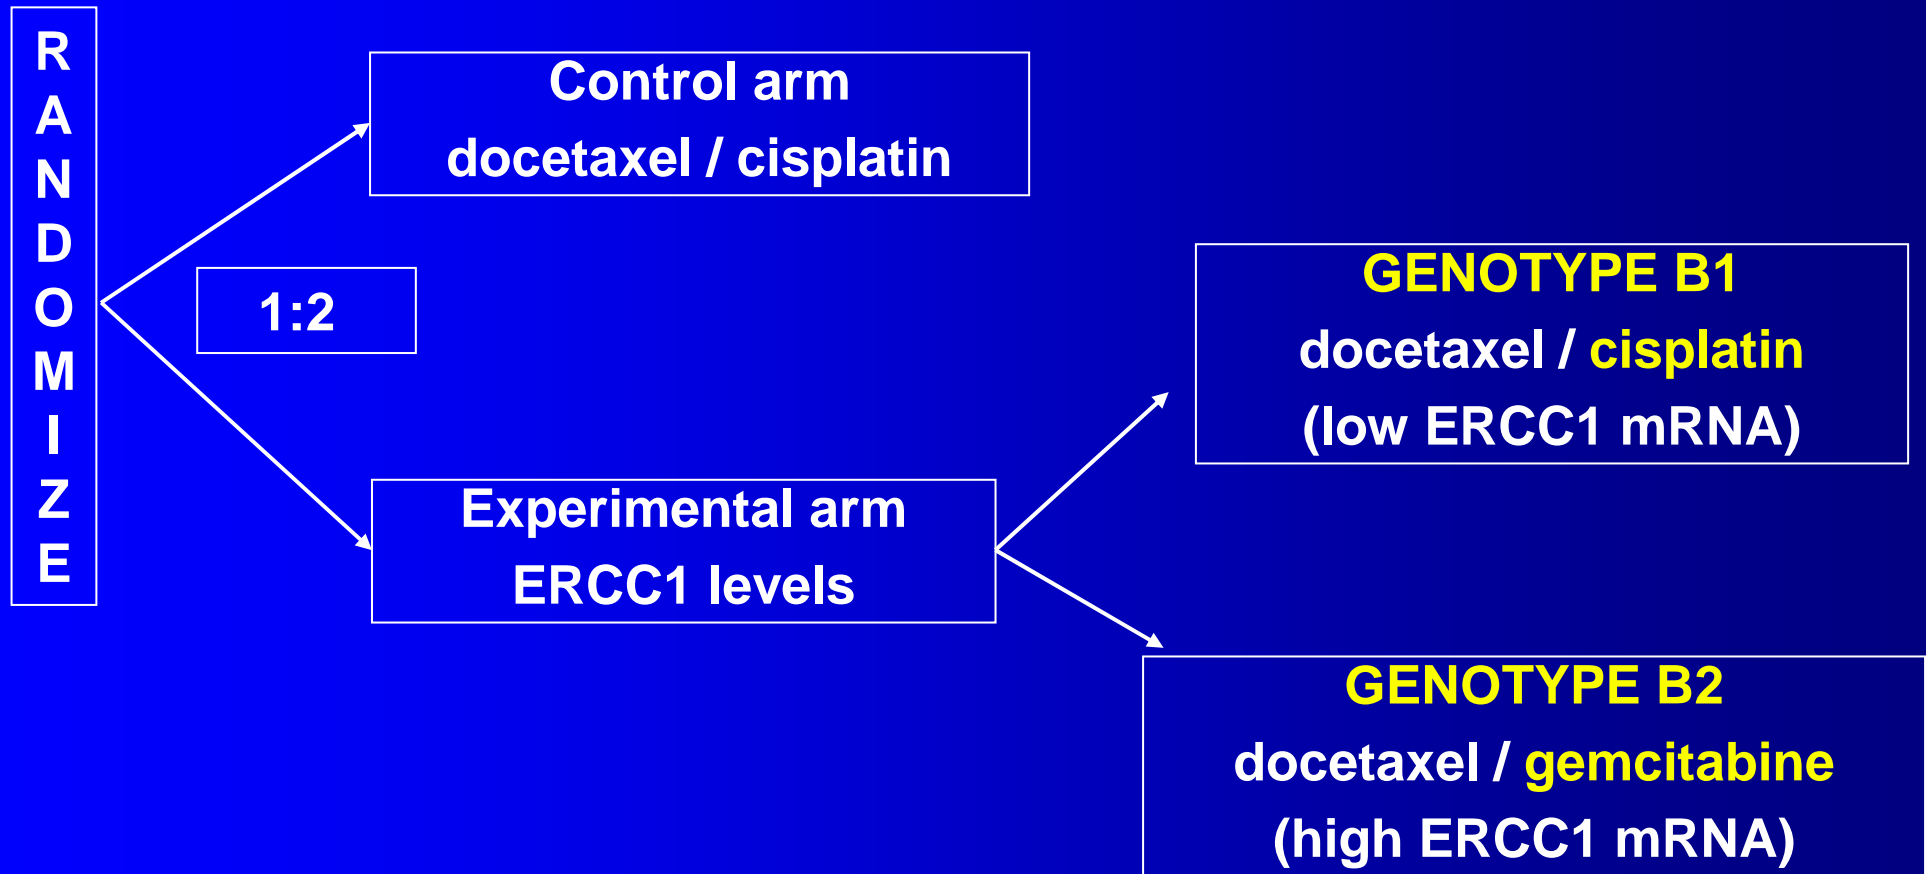 R
A
N
D
O
M
I
Z
E
Control arm
docetaxel / cisplatin
1:2
Experimental arm
ERCC1 levels
GENOTYPE B1
docetaxel / cisplatin
(low ERCC1 mRNA)
GENOTYPE B2
docetaxel / gemcitabine
(high ERCC1 mRNA)